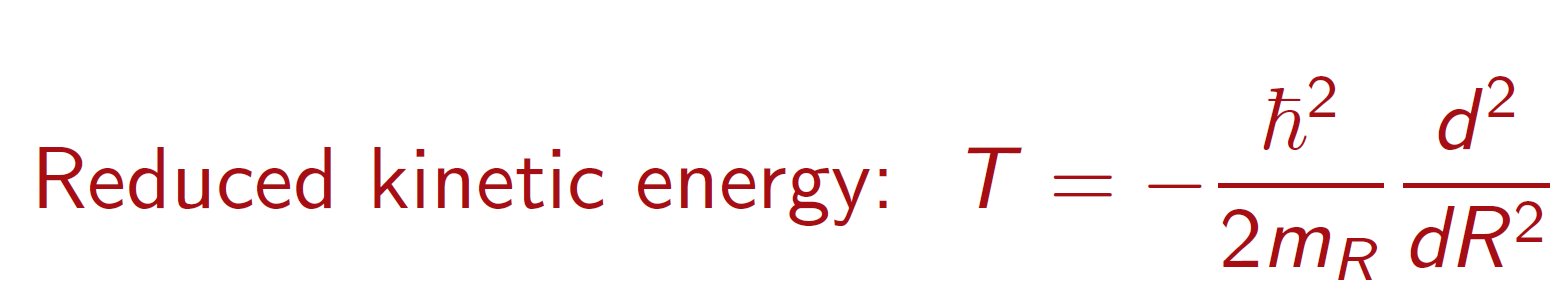 Reduced kinetic energy: T = −ℏ²/2m_R d²/dR²